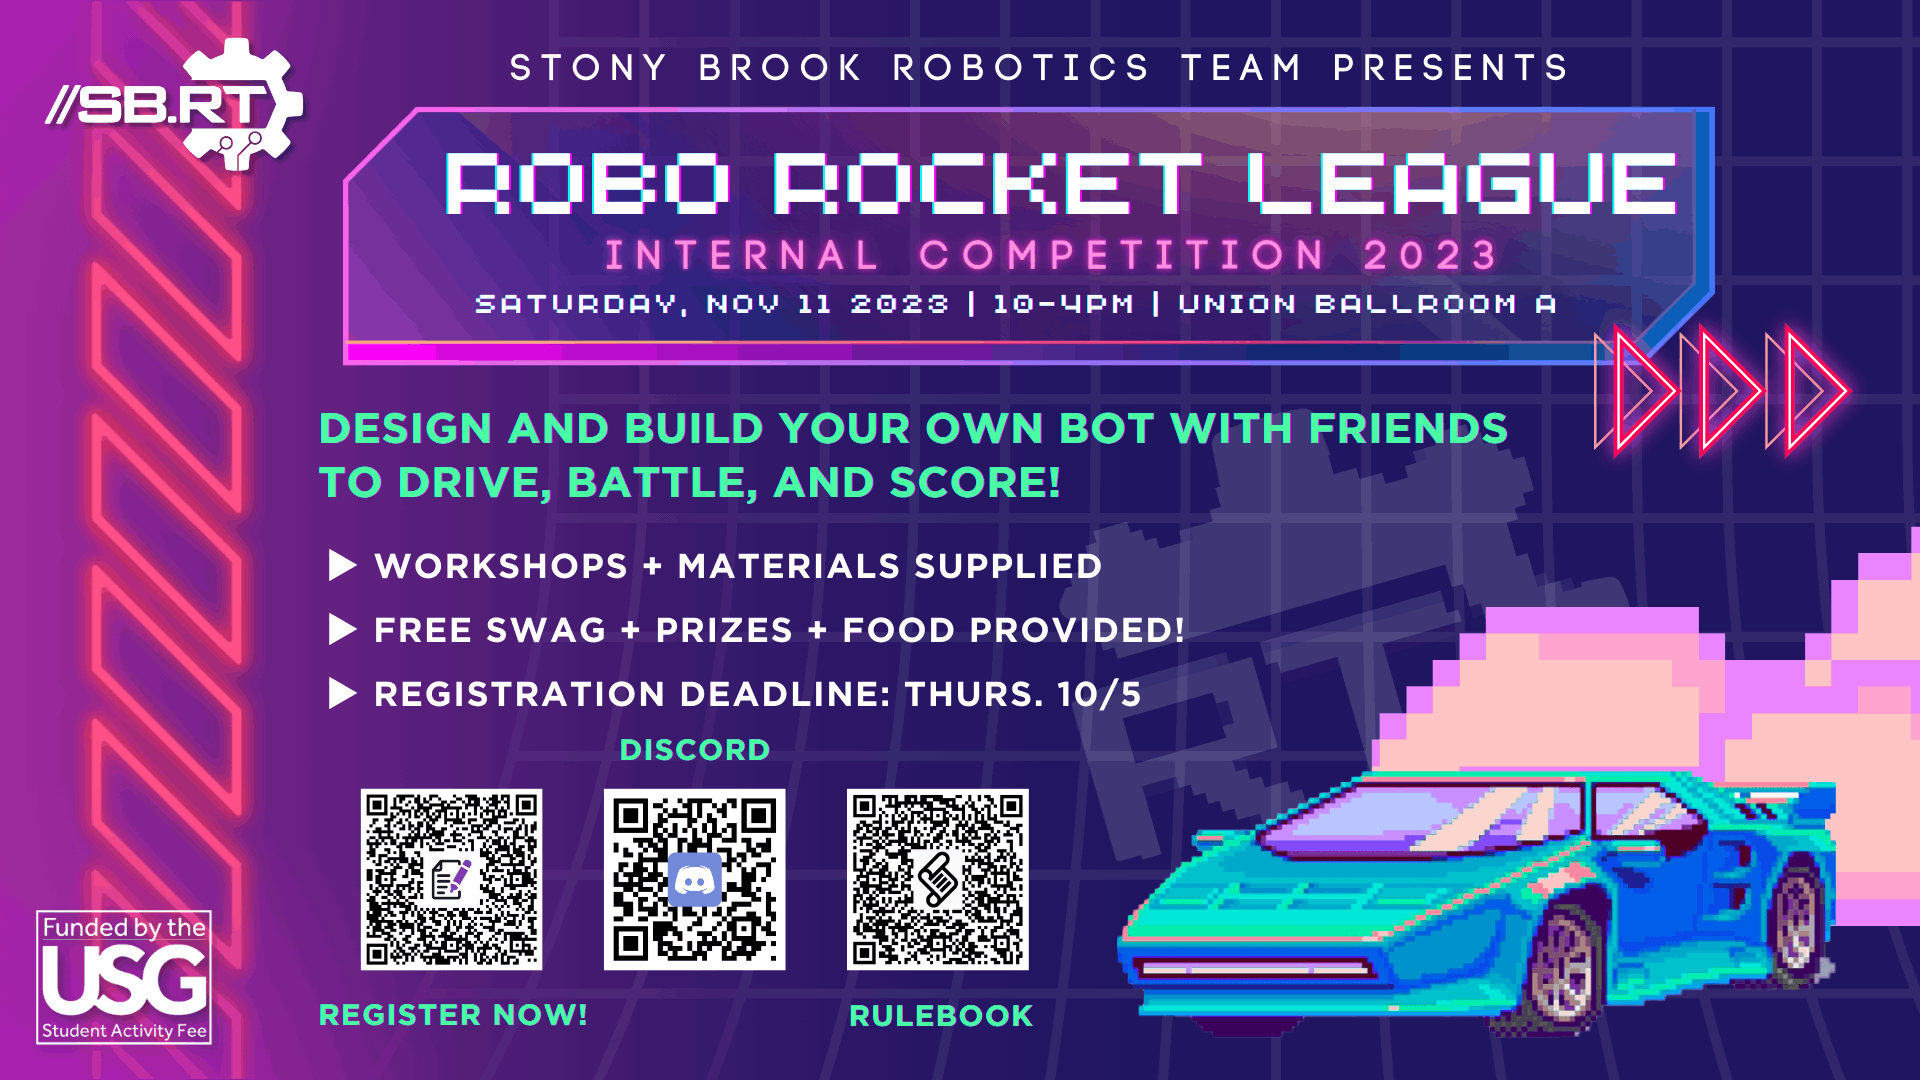 //SB.RT
STONY BROOK ROBOTICS TEAM PRESENTS
ROBO ROCKET LEAGUE
INTERNAL COMPETITION 2023
SATURDAY, NOV 11 2023 | 10-4PM | UNION BALLROOM A
DESIGN AND BUILD YOUR OWN BOT WITH FRIENDS
TO DRIVE, BATTLE, AND SCORE!
WORKSHOPS + MATERIALS SUPPLIED
FREE SWAG + PRIZES + FOOD PROVIDED!
REGISTRATION DEADLINE: THURS. 10/5
RT
DISCORD
REGISTER NOW!
RULEBOOK
Funded by the
USG
Student Activity Fee